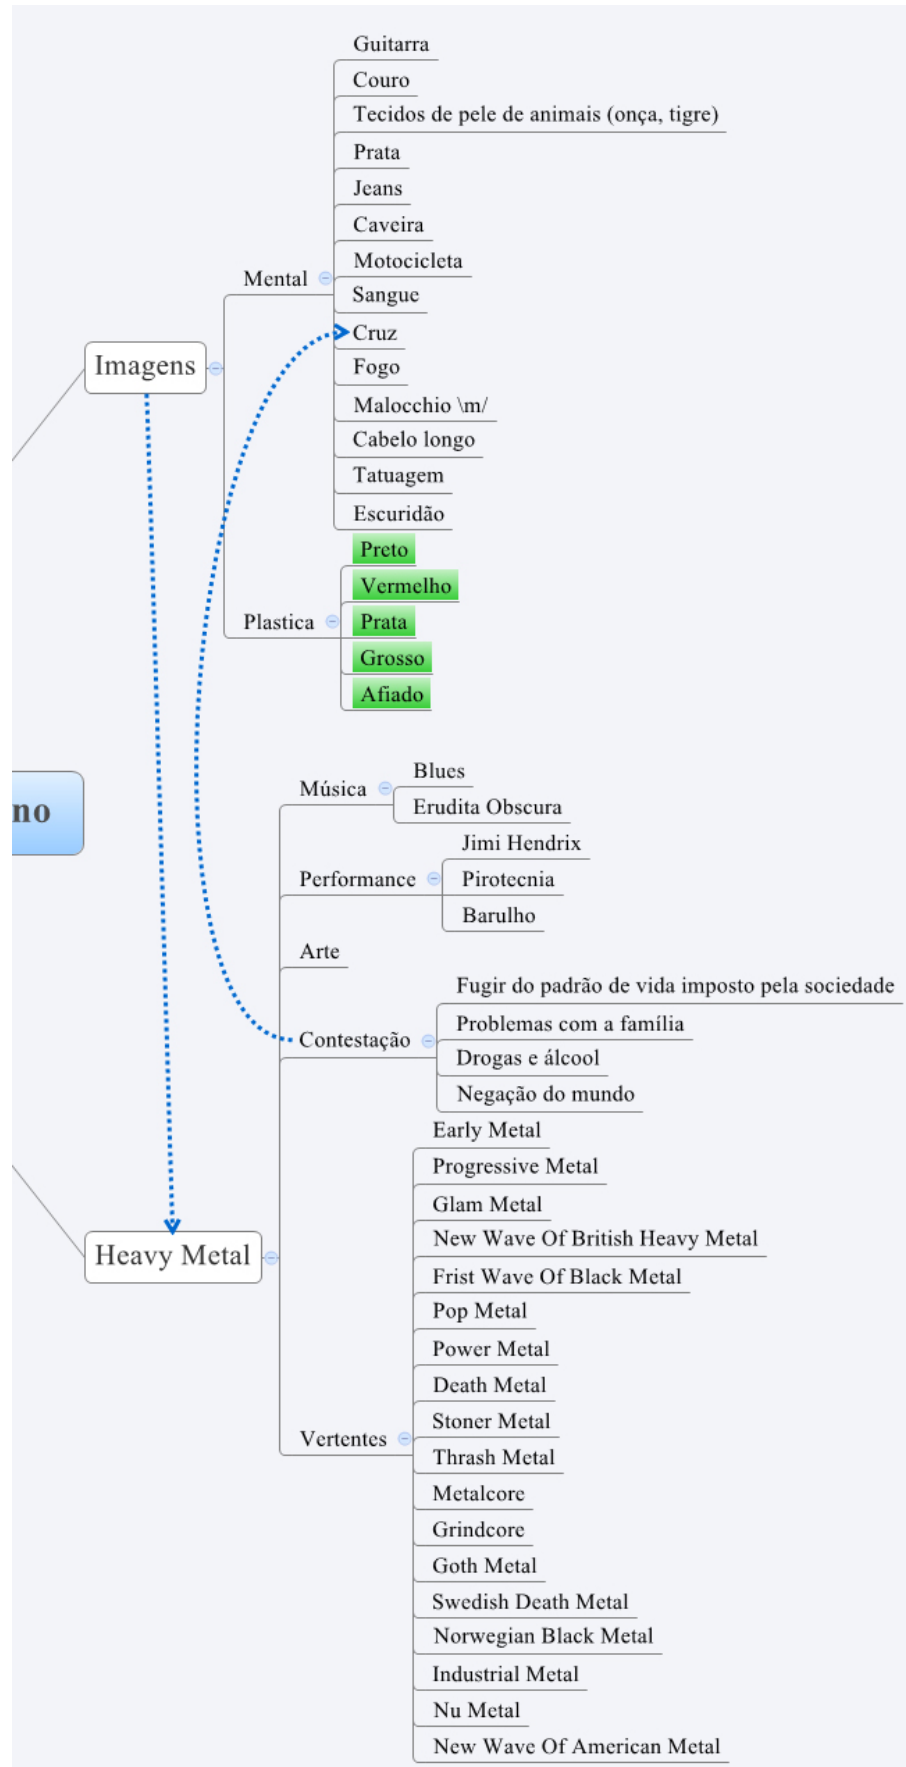 Guitarra
Couro
Tecidos de pele de animais (onça, tigre)
Prata
Jeans
Caveira
Mental
Motocicleta
Sangue
Cruz
Imagens
Fogo
Malocchio \m/
Cabelo longo
Tatuagem
Escuridão
Preto
Vermelho
Plastica
Prata
Grosso
Afiado
Blues
Música
Erudita Obscura
no
Jimi Hendrix
Performance
Pirotecnia
Barulho
Arte
Fugir do padrão de vida imposto pela sociedade
Problemas com a família
Contestação
Drogas e álcool
Negação do mundo
Early Metal
Progressive Metal
Glam Metal
New Wave Of British Heavy Metal
Heavy Metal
Frist Wave Of Black Metal
Pop Metal
Power Metal
Death Metal
Stoner Metal
Vertentes
Thrash Metal
Metalcore
Grindcore
Goth Metal
Swedish Death Metal
Norwegian Black Metal
Industrial Metal
Nu Metal
New Wave Of American Metal